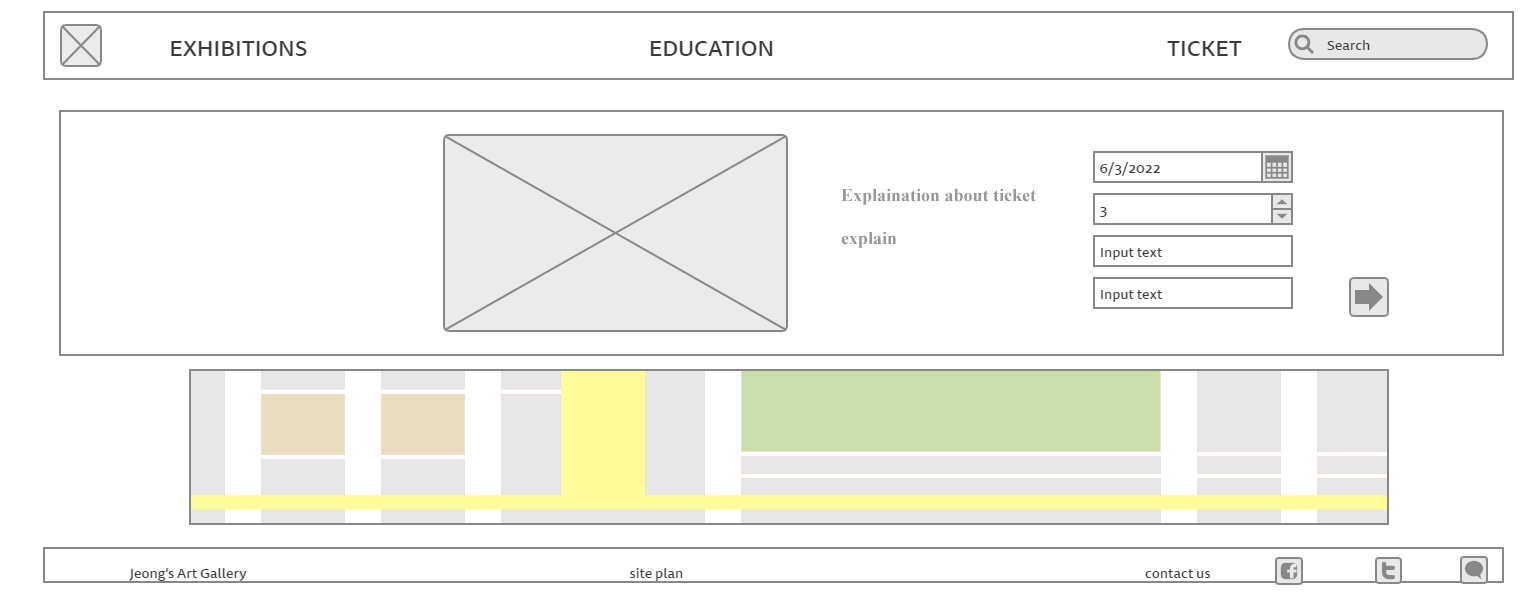 EXHIBITIONS
EDUCATION
TICKET
Search
Explaination about ticket
explain
6/3/2022
3
Input text
Input text
Jeong's Art Gallery
site plan
contact us